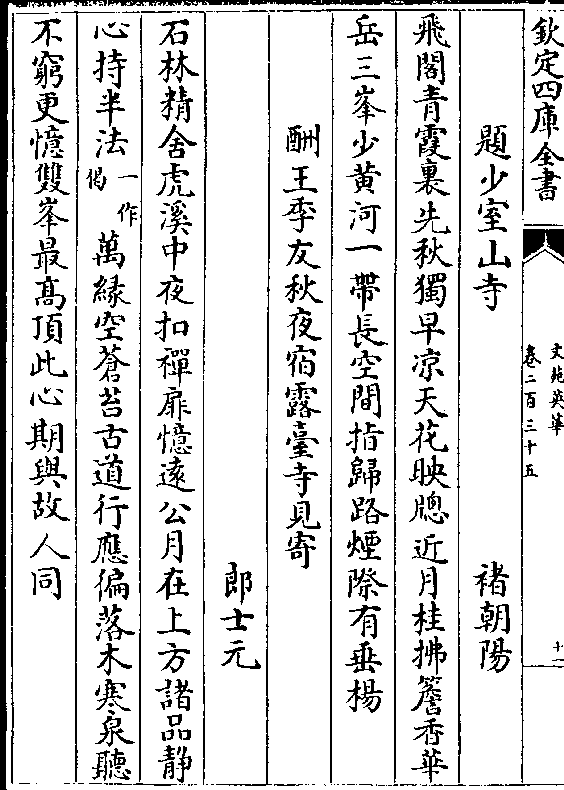 欽定四庫全書
文苑英華
卷二百三十五
十一
題少室山寺　褚朝陽
飛閣青霞裏先秋獨早凉天花映牕近月桂拂簷香華
岳三峯少黄河一帶長空間指歸路煙際有垂楊
酬王季友秋夜宿露臺寺見寄
郎士元
石林精舍虎溪中夜扣禪扉憶逺公月在上方諸品静
心持半法一作偈萬縁空蒼苔古道行應徧落木寒泉聽
不窮更憶雙峯最髙頂此心期與故人同